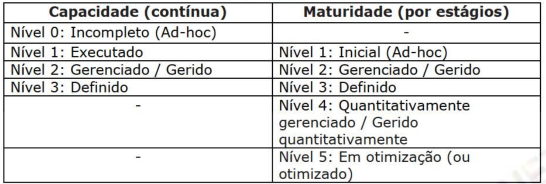 Capacidade (contínua) Maturidade (por estágios)
Nível 0: Incompleto (Ad-hoc) -
Nível 1: Executado Nível 1: Inicial (Ad-hoc)
Nível 2: Gerenciado / Gerido Nível 2: Gerenciado / Gerido
Nível 3: Definido Nível 3: Definido
- Nível 4: Quantitativamente
gerenciado / Gerido
quantitativamente
- Nível 5: Em otimização (ou
otimizado)